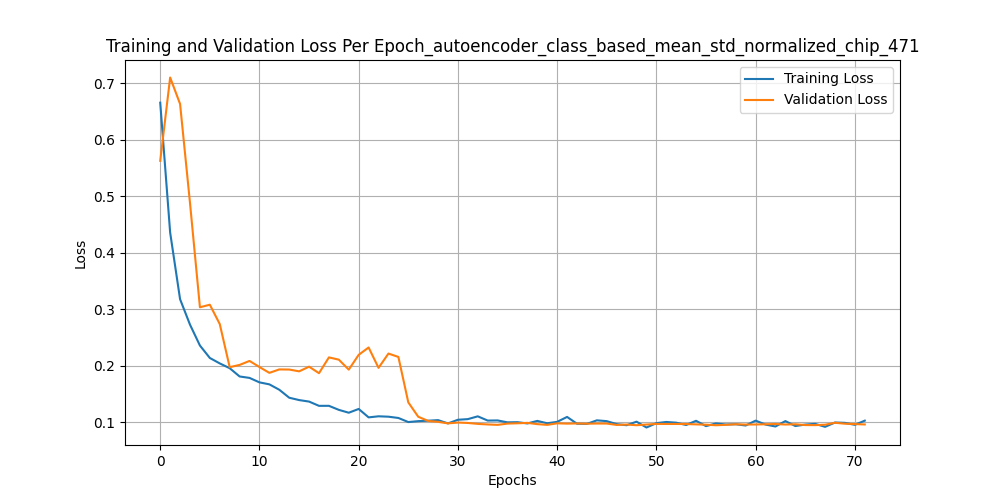 Training and Validation Loss Per Epoch_autoencoder_class_based_mean_std_normalized_chip_471
Training Loss
Validation Loss
0.7
0.6
0.5
0.4
0.3
0.2
0.1
Loss
0 10 20 30 40 50 60 70
Epochs